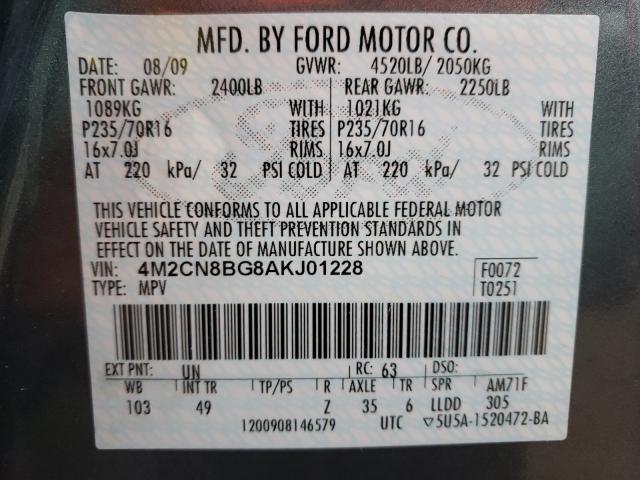 MFD. BY FORD MOTOR CO.
DATE: 08/09 GVWR: 4520LB/ 2050KG
FRONT GAWR: 2400LB REAR GAWR: 2250LB
1089KG WITH 1021KG WITH
P235/70R16 TIRES P235/70R16 TIRES
16x7.0J RIMS 16x7.0J RIMS
AT 220 kPa/ 32 PSI COLD AT 220 kPa/ 32 PSI COLD
THIS VEHICLE CONFORMS TO ALL APPLICABLE FEDERAL MOTOR
VEHICLE SAFETY AND THEFT PREVENTION STANDARDS IN
EFFECT ON THE DATE OF MANUFACTURE SHOWN ABOVE.
VIN: 4M2CN8BG8AKJ01228 F0072
TYPE: MPV T0251
EXT PNT: UN RC: 63 DSO:
WB INT TR TP/PS R AXLE TR SPR AM71F
103 49 Z 35 6 LLDD 305
1200908146579 UTC ▽5U5A-1520472-BA